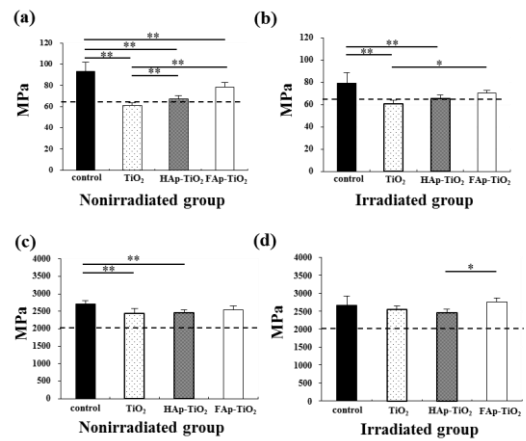 (a)
**
**
**
**
**
120
100
80
60
40
20
0
MPa
control TiO₂ HAp-TiO₂ FAp-TiO₂
Nonirradiated group
(b)
**
**
*
120
100
80
60
40
20
0
MPa
control TiO₂ HAp-TiO₂ FAp-TiO₂
Irradiated group
(c)
**
**
4000
3500
3000
2500
2000
1500
1000
500
0
MPa
control TiO₂ HAp-TiO₂ FAp-TiO₂
Nonirradiated group
(d)
*
4000
3500
3000
2500
2000
1500
1000
500
0
MPa
control TiO₂ HAp-TiO₂ FAp-TiO₂
Irradiated group